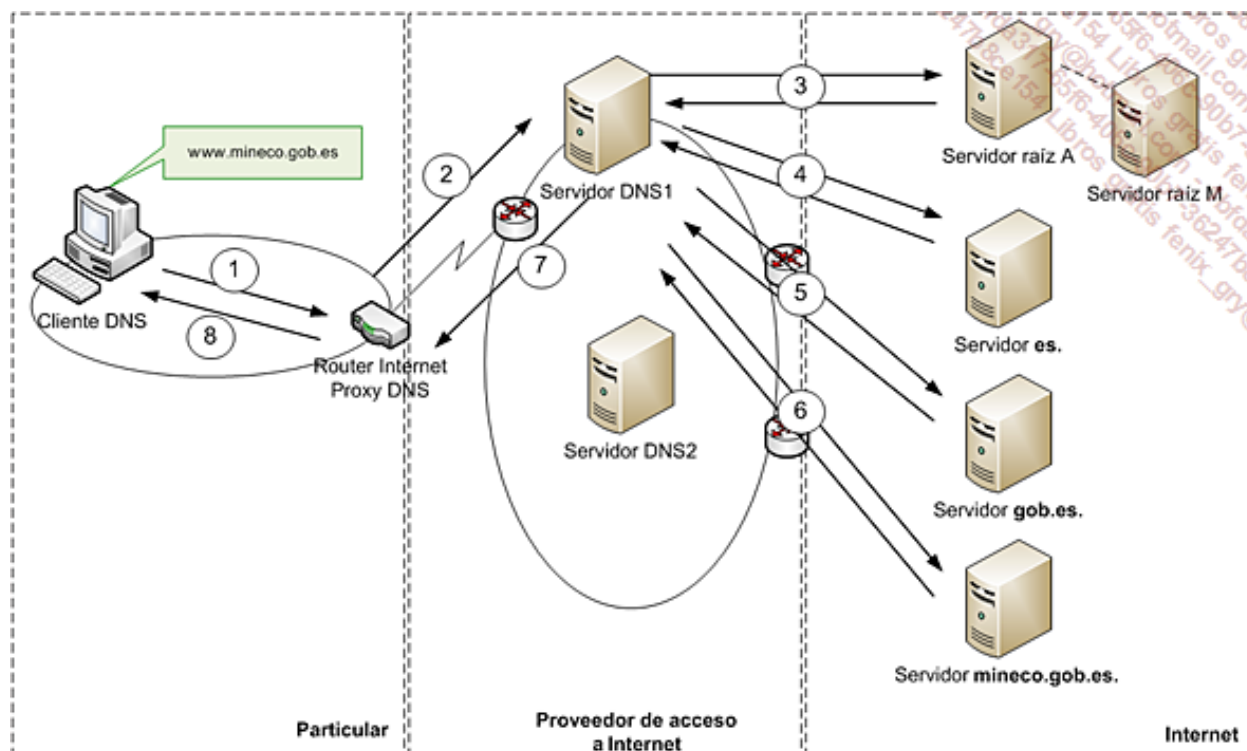 www.mineco.gob.es
Cliente DNS
1
8
Router Internet
Proxy DNS
2
7
Servidor DNS1
Servidor DNS2
3
4
5
6
Servidor raíz A
Servidor raíz M
Servidor es.
Servidor gob.es.
Servidor mineco.gob.es.
Particular
Proveedor de acceso
a Internet
Internet